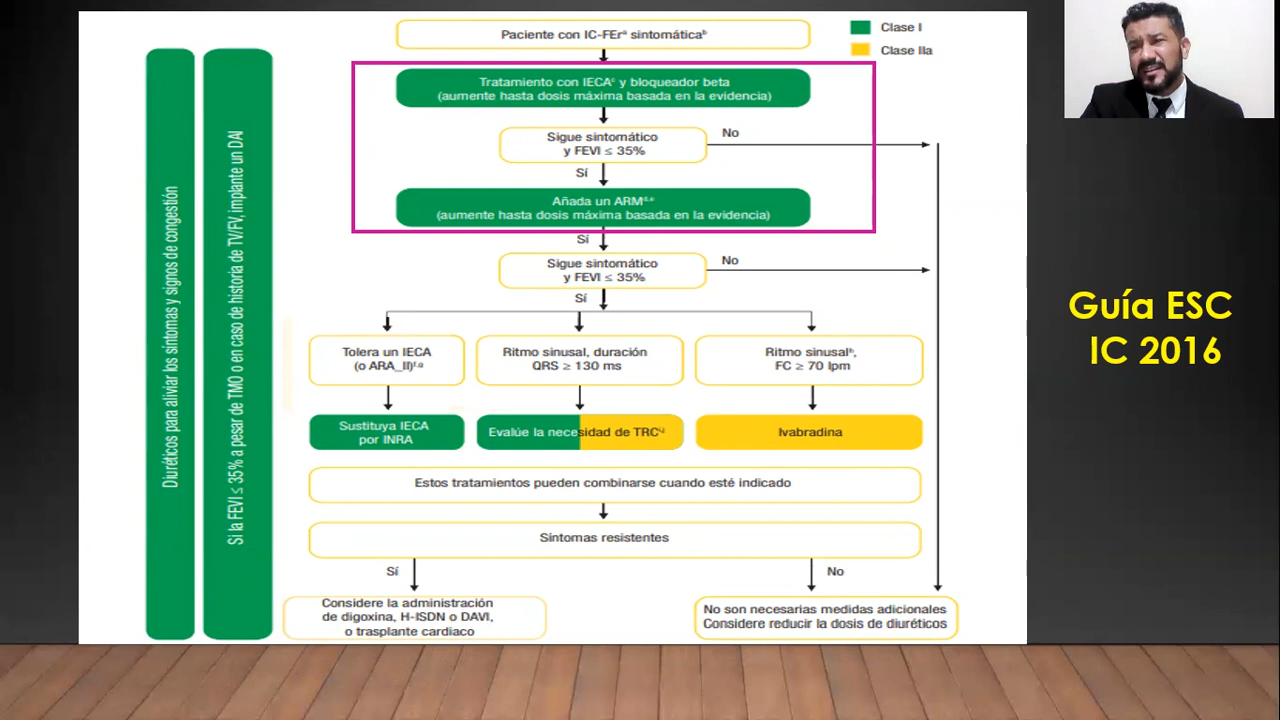 Paciente con IC-FErᵃ sintomáticaᵇ
Clase I
Clase IIa
Tratamiento con IECAᶜ y bloqueador beta
(aumente hasta dosis máxima basada en la evidencia)
Sigue sintomático
y FEVI ≤ 35%
No
Sí
Añada un ARMᵈ,ᵉ
(aumente hasta dosis máxima basada en la evidencia)
Sí
Sigue sintomático
y FEVI ≤ 35%
No
Sí
Tolera un IECA
(o ARA_II)ᶠ,ᵍ
Ritmo sinusal, duración
QRS ≥ 130 ms
Ritmo sinusalʰ,
FC ≥ 70 lpm
Sustituya IECA
por INRA
Evalúe la necesidad de TRCⁱ,ʲ
Ivabradina
Estos tratamientos pueden combinarse cuando esté indicado
Síntomas resistentes
Sí
No
Considere la administración
de digoxina, H-ISDN o DAVI,
o trasplante cardiaco
No son necesarias medidas adicionales
Considere reducir la dosis de diuréticos
Diuréticos para aliviar los síntomas y signos de congestión
Si la FEVI ≤ 35% a pesar de TMO o en caso de historia de TV/FV, implante un DAI
Guía ESC
IC 2016